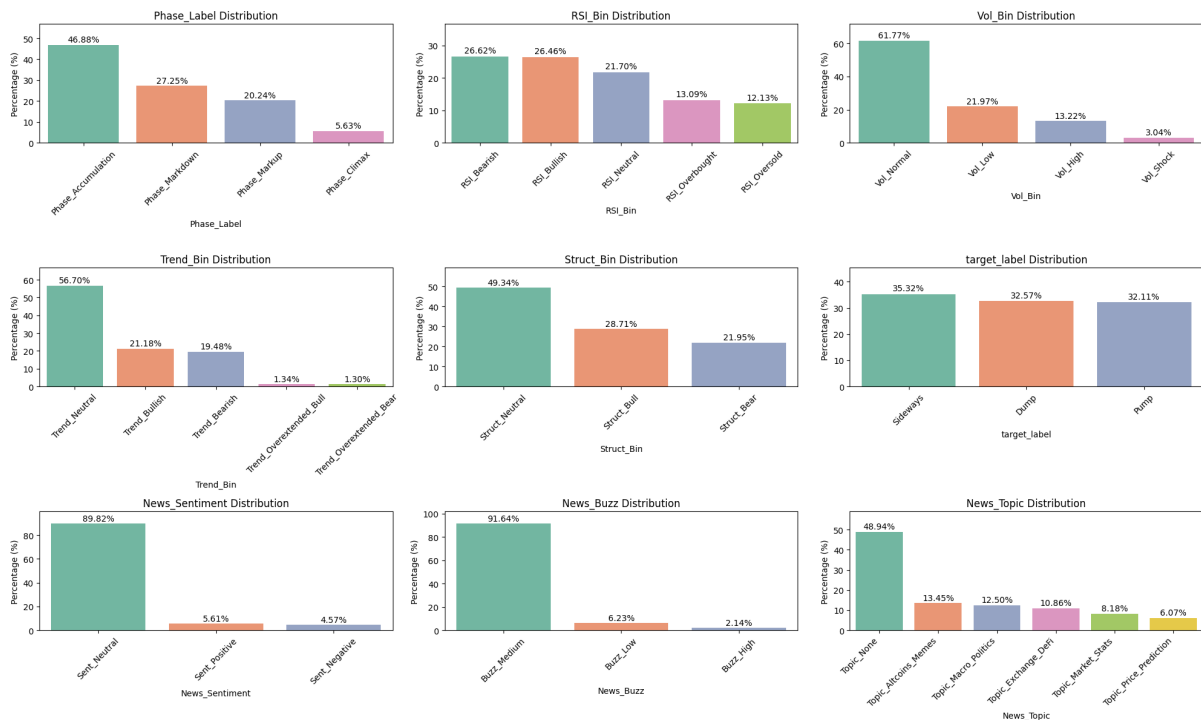 Phase_Label Distribution
Percentage (%)
50
40
30
20
10
0
46.88%
27.25%
20.24%
5.63%
Phase_Accumulation
Phase_Markdown
Phase_Markup
Phase_Climax
Phase_Label
RSI_Bin Distribution
Percentage (%)
30
20
10
0
26.62%
26.46%
21.70%
13.09%
12.13%
RSI_Bearish
RSI_Bullish
RSI_Neutral
RSI_Overbought
RSI_Oversold
RSI_Bin
Vol_Bin Distribution
Percentage (%)
60
40
20
0
61.77%
21.97%
13.22%
3.04%
Vol_Normal
Vol_Low
Vol_High
Vol_Shock
Vol_Bin
Trend_Bin Distribution
Percentage (%)
60
50
40
30
20
10
0
56.70%
21.18%
19.48%
1.34%
1.30%
Trend_Neutral
Trend_Bullish
Trend_Bearish
Trend_Overextended_Bull
Trend_Overextended_Bear
Trend_Bin
Struct_Bin Distribution
Percentage (%)
50
40
30
20
10
0
49.34%
28.71%
21.95%
Struct_Neutral
Struct_Bull
Struct_Bear
Struct_Bin
target_label Distribution
Percentage (%)
40
30
20
10
0
35.32%
32.57%
32.11%
Sideways
Dump
Pump
target_label
News_Sentiment Distribution
Percentage (%)
80
60
40
20
0
89.82%
5.61%
4.57%
Sent_Neutral
Sent_Positive
Sent_Negative
News_Sentiment
News_Buzz Distribution
Percentage (%)
100
80
60
40
20
0
91.64%
6.23%
2.14%
Buzz_Medium
Buzz_Low
Buzz_High
News_Buzz
News_Topic Distribution
Percentage (%)
50
40
30
20
10
0
48.94%
13.45%
12.50%
10.86%
8.18%
6.07%
Topic_None
Topic_Altcoins_Memes
Topic_Macro_Politics
Topic_Exchange_DeFi
Topic_Market_Stats
Topic_Price_Prediction
News_Topic